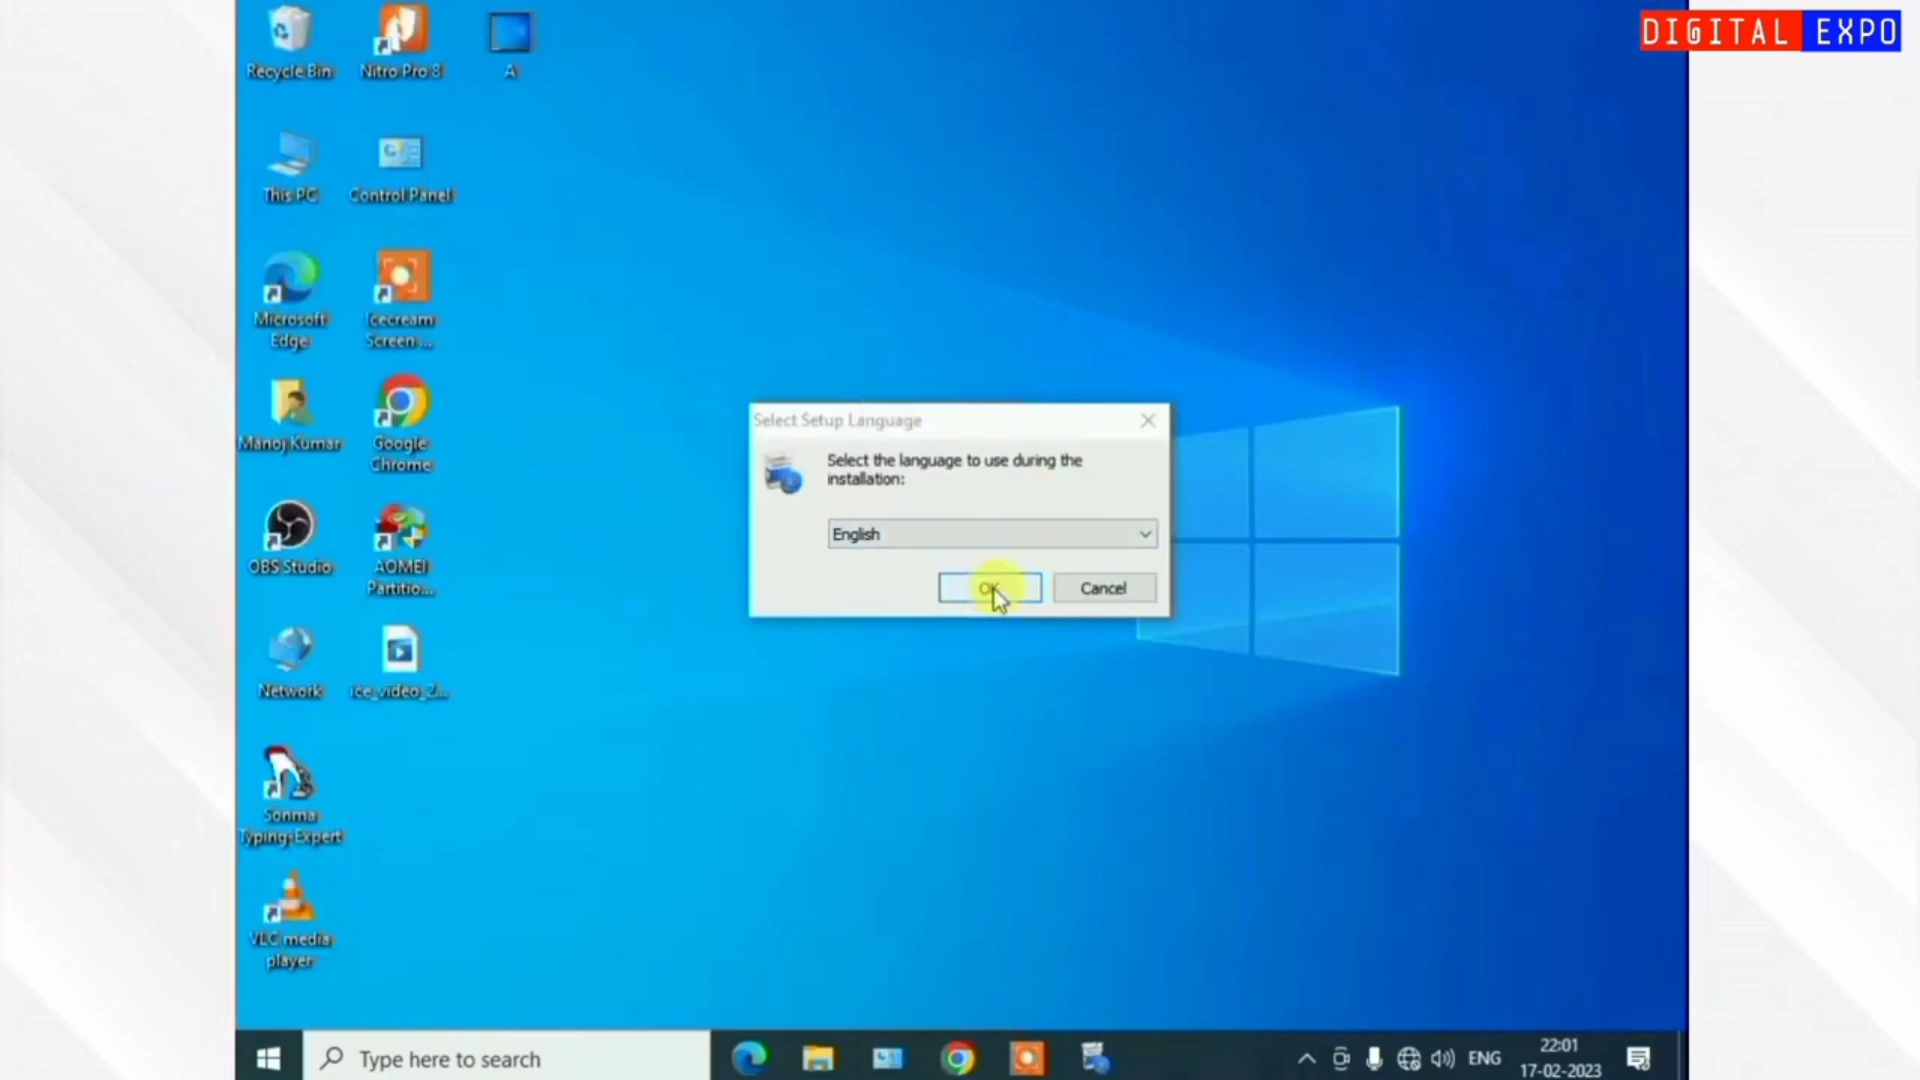 DIGITAL EXPO
Recycle Bin
Nitro Pro 8
A
This PC
Control Panel
Microsoft
Edge
Icecream
Screen ...
Manoj Kumar
Google
Chrome
OBS Studio
AOMEI
Partitio...
Network
ice_video_2...
Sonma
Typing-Expert
VLC media
player
Select Setup Language
Select the language to use during the
installation:
English
OK
Cancel
Type here to search
ENG
22:01
17-02-2023